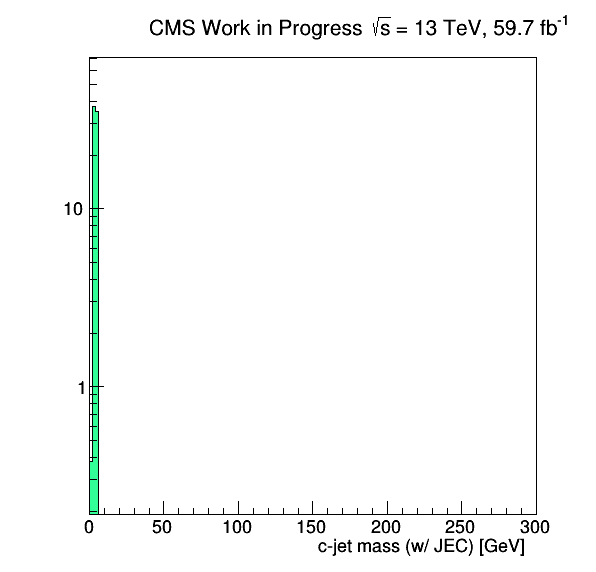 CMS Work in Progress √s = 13 TeV, 59.7 fb⁻¹
10
1
0 50 100 150 200 250 300
c-jet mass (w/ JEC) [GeV]